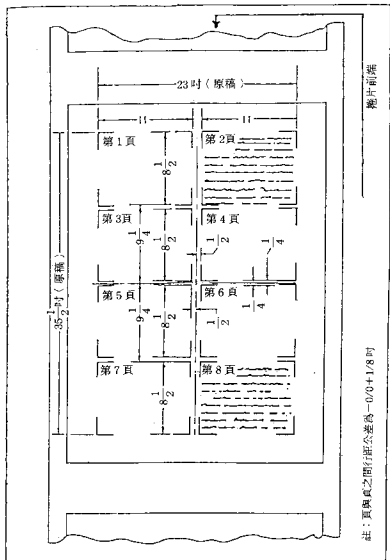 捲片前端
23吋(原稿)
11
11
第1頁
第2頁
8 1/2
第3頁
第4頁
9 1/4
8 1/2
1/2
1/4
35 1/2 吋(原稿)
第5頁
第6頁
9 1/4
8 1/2
1/2
1/4
第7頁
第8頁
8 1/2
註:頁與頁之間行距公差爲-0/0+1/8吋